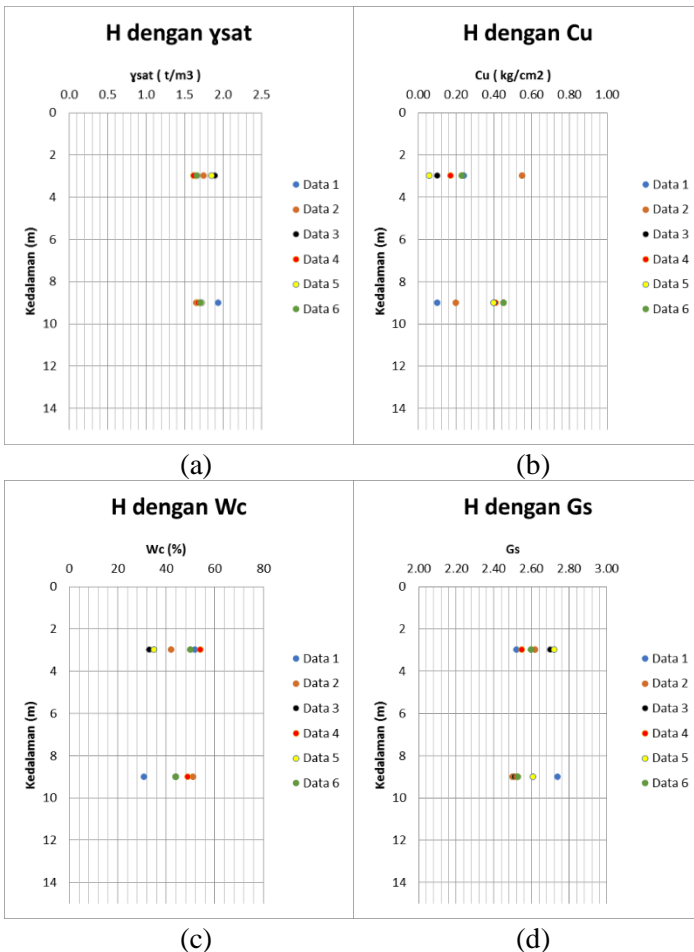 H dengan ɣsat
ɣsat ( t/m3 )
0.0 0.5 1.0 1.5 2.0 2.5
0
2
4
6
8
10
12
14
Kedalaman (m)
Data 1
Data 2
Data 3
Data 4
Data 5
Data 6
(a)
H dengan Cu
Cu ( kg/cm2 )
0.00 0.20 0.40 0.60 0.80 1.00
0
2
4
6
8
10
12
14
Kedalaman (m)
Data 1
Data 2
Data 3
Data 4
Data 5
Data 6
(b)
H dengan Wc
Wc (%)
0 20 40 60 80
0
2
4
6
8
10
12
14
Kedalaman (m)
Data 1
Data 2
Data 3
Data 4
Data 5
Data 6
(c)
H dengan Gs
Gs
2.00 2.20 2.40 2.60 2.80 3.00
0
2
4
6
8
10
12
14
Kedalaman (m)
Data 1
Data 2
Data 3
Data 4
Data 5
Data 6
(d)